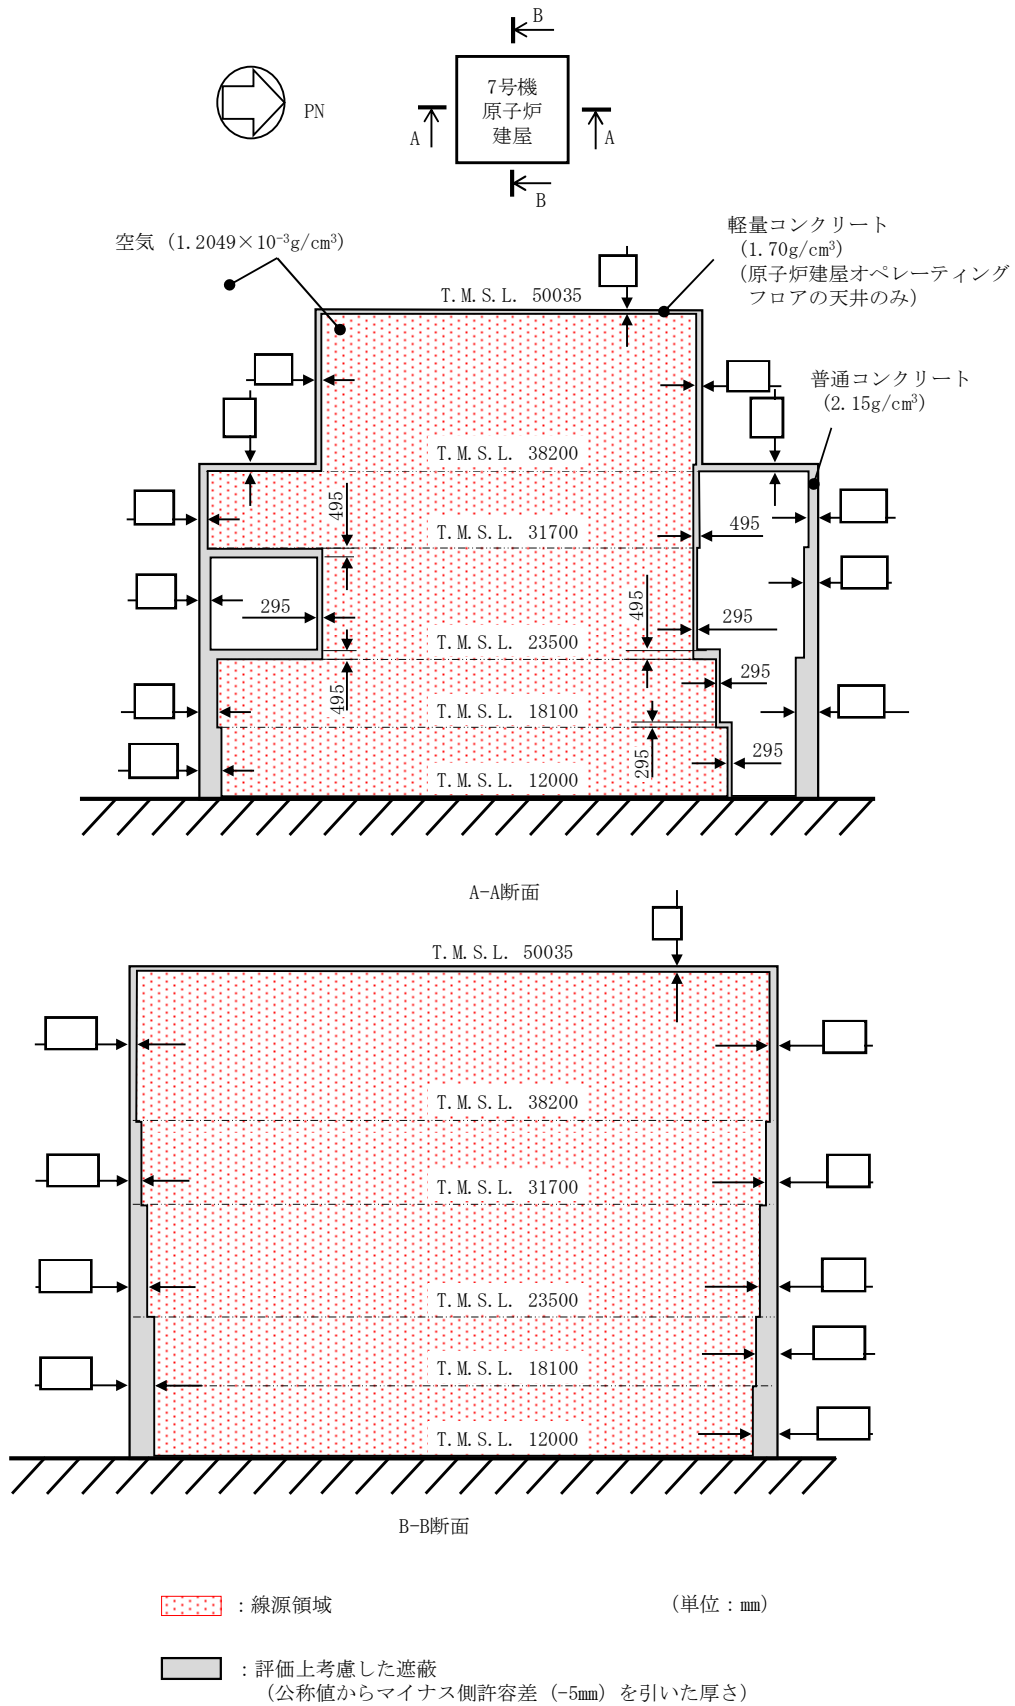 B
7号機
原子炉
建屋
PN
A
A
B
空気（1.2049×10⁻³g/cm³）
軽量コンクリート
（1.70g/cm³）
（原子炉建屋オペレーティング
フロアの天井のみ）
T.M.S.L. 50035
普通コンクリート
（2.15g/cm³）
T.M.S.L. 38200
495
T.M.S.L. 31700
495
295
495
295
T.M.S.L. 23500
495
295
T.M.S.L. 18100
295
295
T.M.S.L. 12000
A-A断面
T.M.S.L. 50035
T.M.S.L. 38200
T.M.S.L. 31700
T.M.S.L. 23500
T.M.S.L. 18100
T.M.S.L. 12000
B-B断面
：線源領域
（単位：mm）
：評価上考慮した遮蔽
（公称値からマイナス側許容差（-5mm）を引いた厚さ）